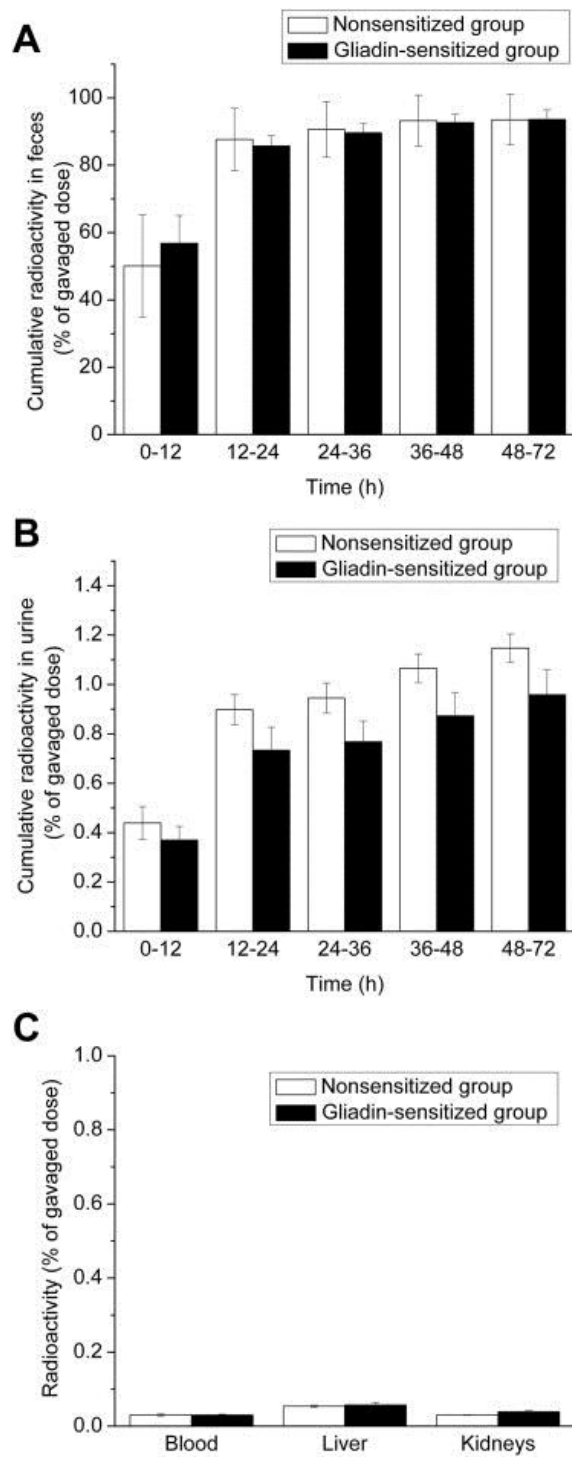 Nonsensitized group
Gliadin-sensitized group
A
Cumulative radioactivity in feces
(% of gavaged dose)
100
80
60
40
20
0
0-12 12-24 24-36 36-48 48-72
Time (h)
B
Nonsensitized group
Gliadin-sensitized group
Cumulative radioactivity in urine
(% of gavaged dose)
1.4
1.2
1.0
0.8
0.6
0.4
0.2
0.0
0-12 12-24 24-36 36-48 48-72
Time (h)
C
Nonsensitized group
Gliadin-sensitized group
Radioactivity (% of gavaged dose)
1.0
0.8
0.6
0.4
0.2
0.0
Blood Liver Kidneys